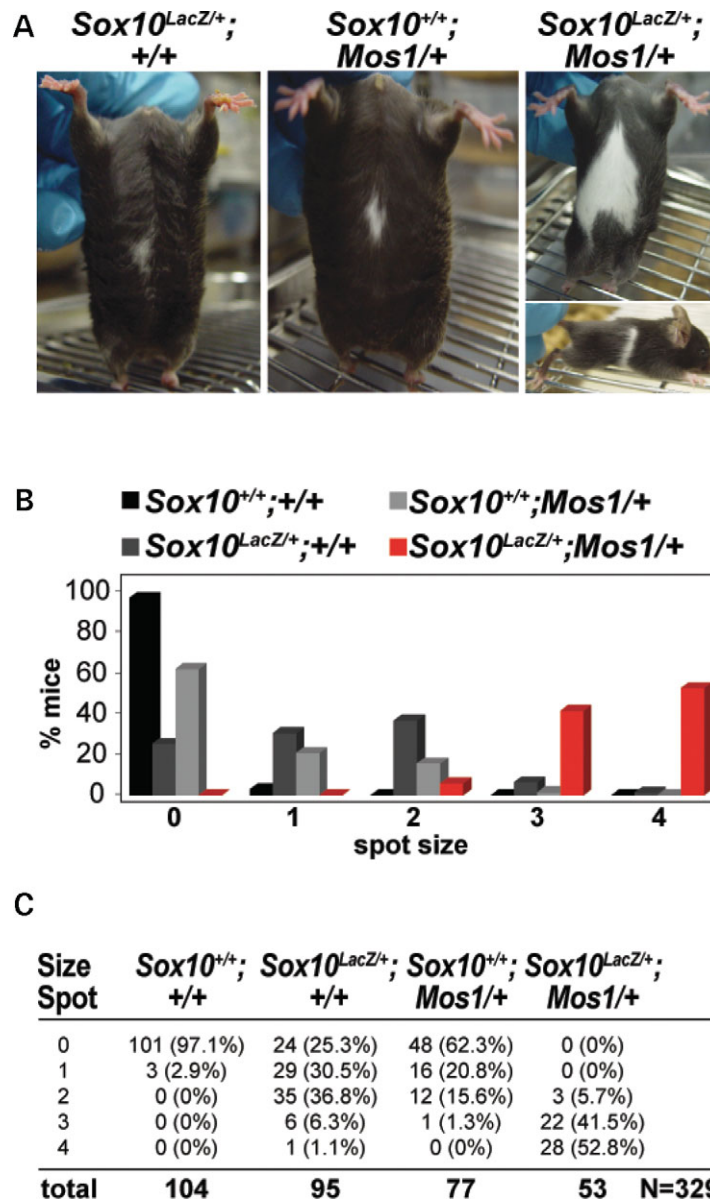 A
Sox10LacZ/+; +/+
Sox10+/+; Mos1/+
Sox10LacZ/+; Mos1/+
B
Sox10+/+;+/+
Sox10+/+;Mos1/+
Sox10LacZ/+;+/+
Sox10LacZ/+;Mos1/+
100
80
60
40
20
0
% mice
0 1 2 3 4
spot size
C
Size Spot Sox10+/+; +/+ Sox10LacZ/+; +/+ Sox10+/+; Mos1/+ Sox10LacZ/+; Mos1/+
0 101 (97.1%) 24 (25.3%) 48 (62.3%) 0 (0%)
1 3 (2.9%) 29 (30.5%) 16 (20.8%) 0 (0%)
2 0 (0%) 35 (36.8%) 12 (15.6%) 3 (5.7%)
3 0 (0%) 6 (6.3%) 1 (1.3%) 22 (41.5%)
4 0 (0%) 1 (1.1%) 0 (0%) 28 (52.8%)
total 104 95 77 53 N=329